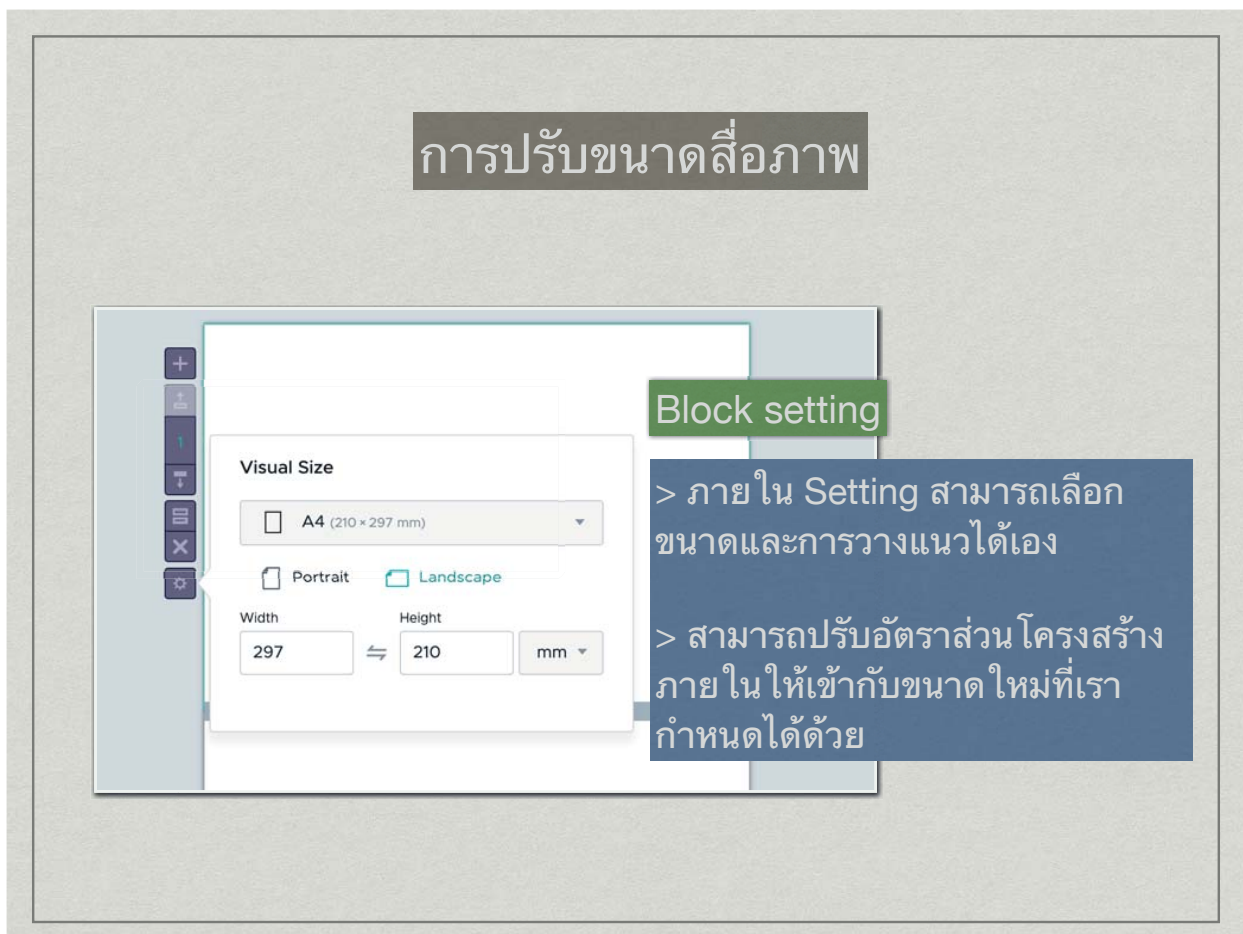 การปรับขนาดสื่อภาพ
1
Visual Size
A4 (210 × 297 mm)
Portrait Landscape
Width Height
297 210 mm
Block setting
> ภายใน Setting สามารถเลือก
ขนาดและการวางแนวได้เอง
> สามารถปรับอัตราส่วนโครงสร้าง
ภายในให้เข้ากับขนาดใหม่ที่เรา
กำหนดได้ด้วย